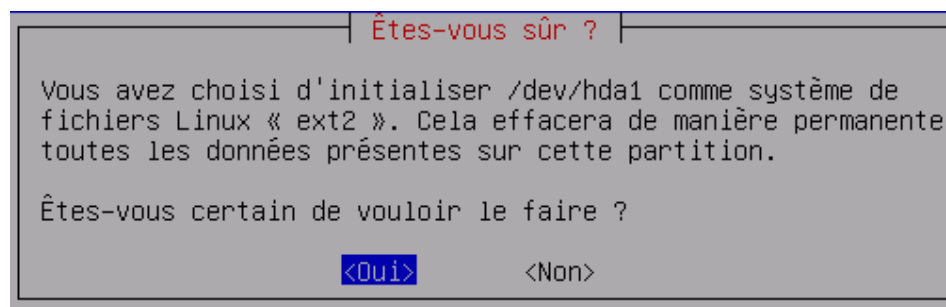 Êtes-vous sûr ?
Vous avez choisi d'initialiser /dev/hda1 comme système de
fichiers Linux « ext2 ». Cela effacera de manière permanente
toutes les données présentes sur cette partition.
Êtes-vous certain de vouloir le faire ?
<Oui> <Non>